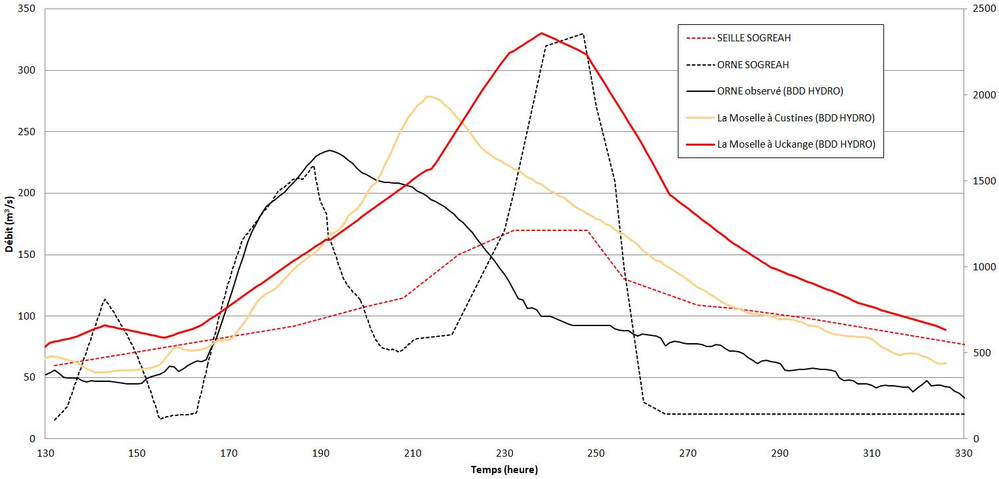 350
300
250
200
150
100
50
0
Débit (m³/s)
2500
2000
1500
1000
500
0
SEILLE SOGREAH
ORNE SOGREAH
ORNE observé (BDD HYDRO)
La Moselle à Custines (BDD HYDRO)
La Moselle à Uckange (BDD HYDRO)
130 150 170 190 210 230 250 270 290 310 330
Temps (heure)